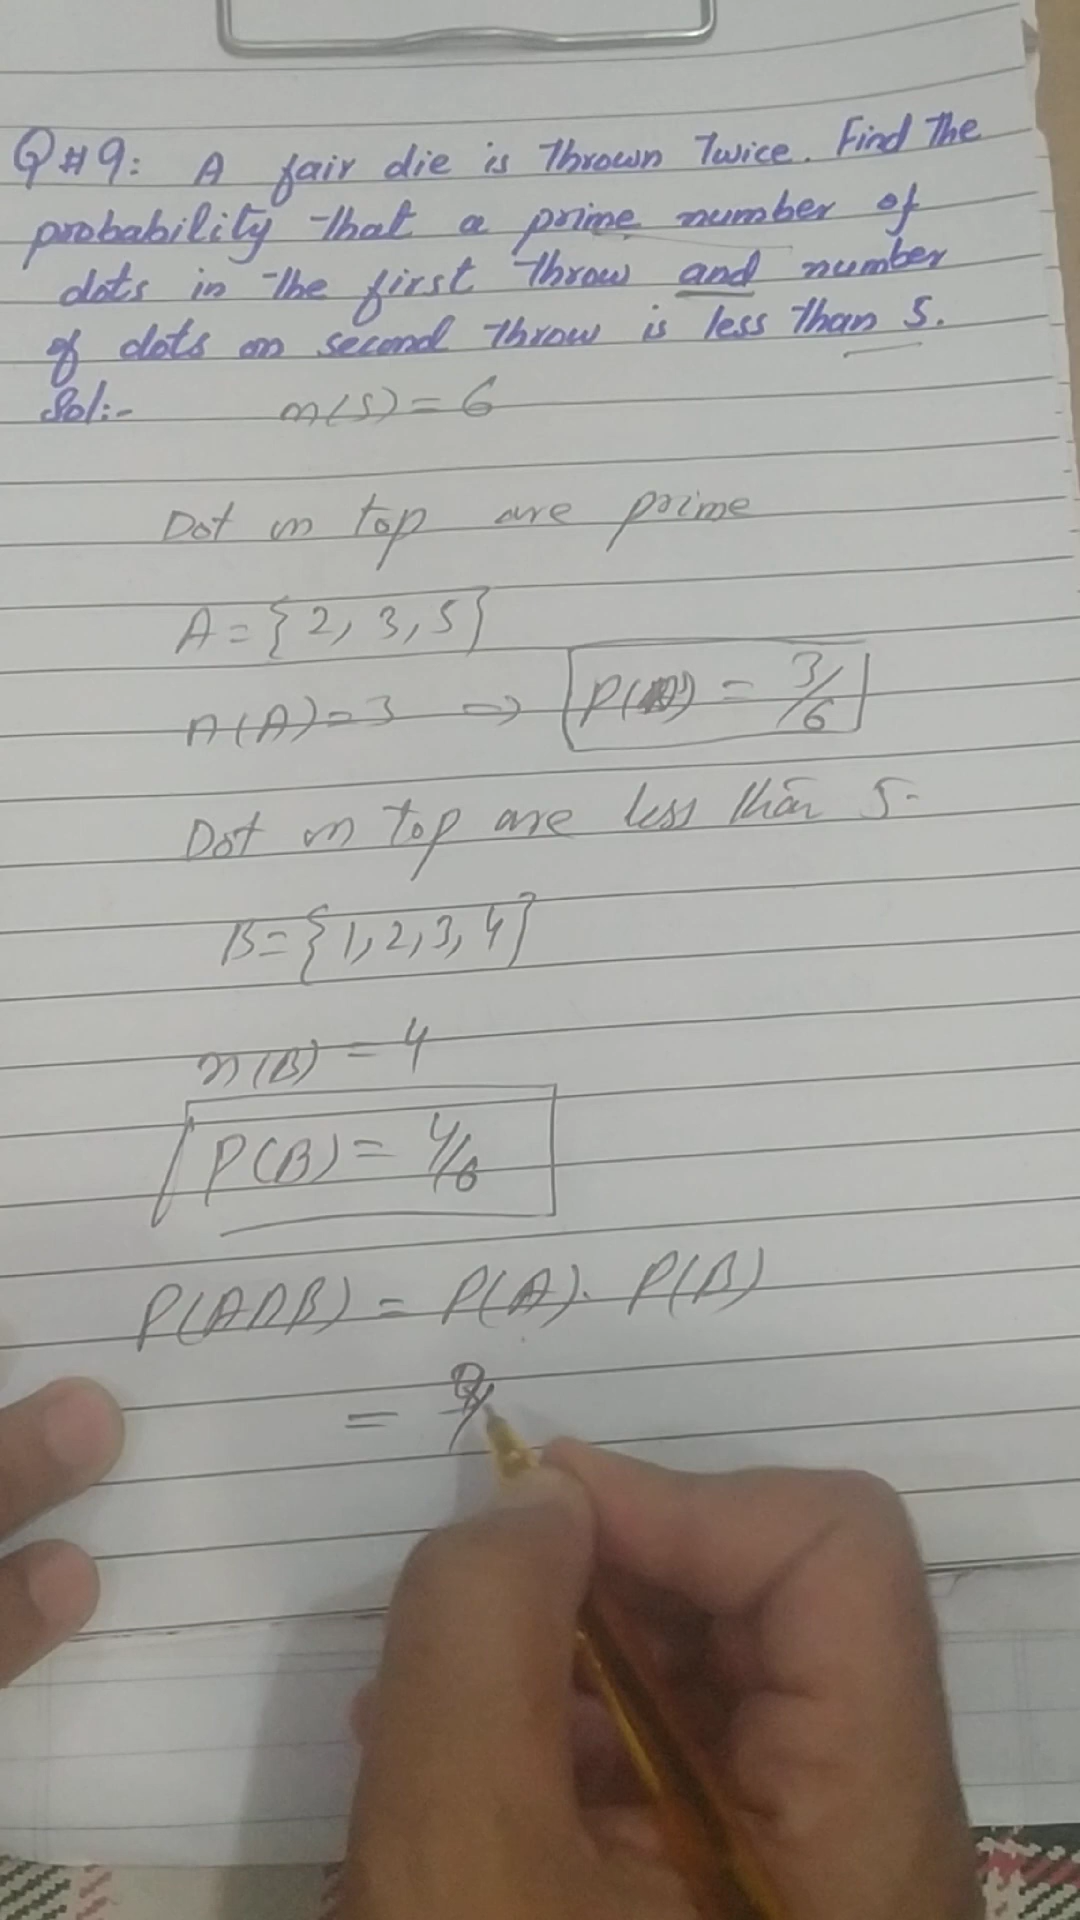 Q#9: A fair die is thrown Twice. Find The
probability that a prime number of
dots in the first throw and number
of dots on second throw is less than 5.
Sol:- n(S) = 6
Dot on top are prime
A = {2, 3, 5}
n(A) = 3 → P(A) = 3/6
Dot on top are less than 5.
B = {1, 2, 3, 4}
n(B) = 4
P(B) = 4/6
P(A∩B) = P(A). P(B)
=